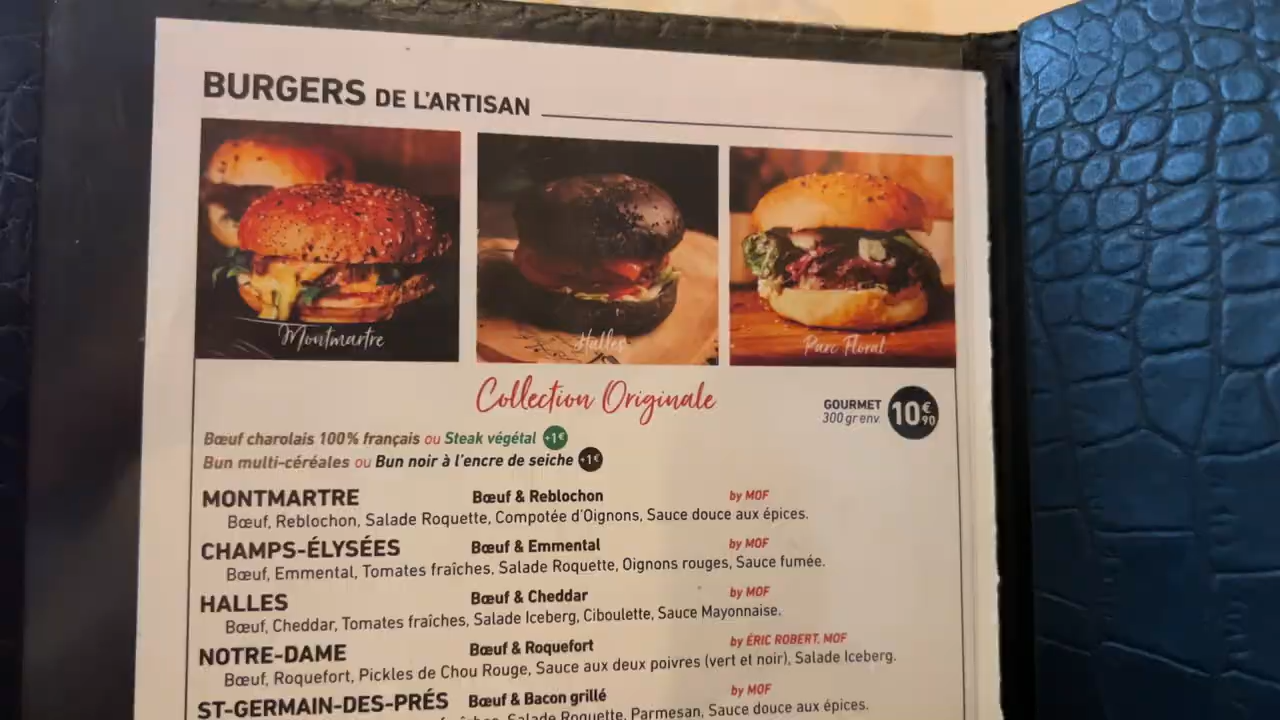 BURGERS DE L'ARTISAN
Montmartre
Halles
Parc Floral
Collection Originale
GOURMET
300 gr env.
10€90
Bœuf charolais 100% français ou Steak végétal +1€
Bun multi-céréales ou Bun noir à l'encre de seiche +1€
MONTMARTRE Bœuf & Reblochon by MOF
Bœuf, Reblochon, Salade Roquette, Compotée d'Oignons, Sauce douce aux épices.
CHAMPS-ÉLYSÉES Bœuf & Emmental by MOF
Bœuf, Emmental, Tomates fraîches, Salade Roquette, Oignons rouges, Sauce fumée.
HALLES Bœuf & Cheddar by MOF
Bœuf, Cheddar, Tomates fraîches, Salade Iceberg, Ciboulette, Sauce Mayonnaise.
NOTRE-DAME Bœuf & Roquefort by ÉRIC ROBERT, MOF
Bœuf, Roquefort, Pickles de Chou Rouge, Sauce aux deux poivres (vert et noir), Salade Iceberg.
ST-GERMAIN-DES-PRÉS Bœuf & Bacon grillé by MOF
Salade Roquette, Parmesan, Sauce douce aux épices.